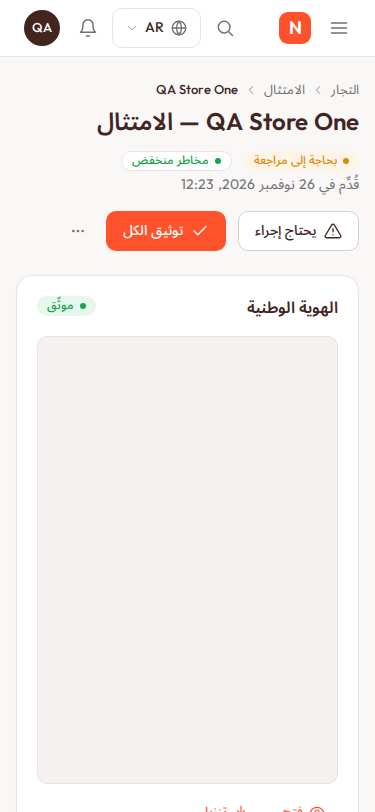 N
AR
QA
التجار
الامتثال
QA Store One
QA Store One — الامتثال
بحاجة إلى مراجعة
مخاطر منخفض
قُدِّم في 26 نوفمبر 2026, 12:23
يحتاج إجراء
توثيق الكل
الهوية الوطنية
موثّق